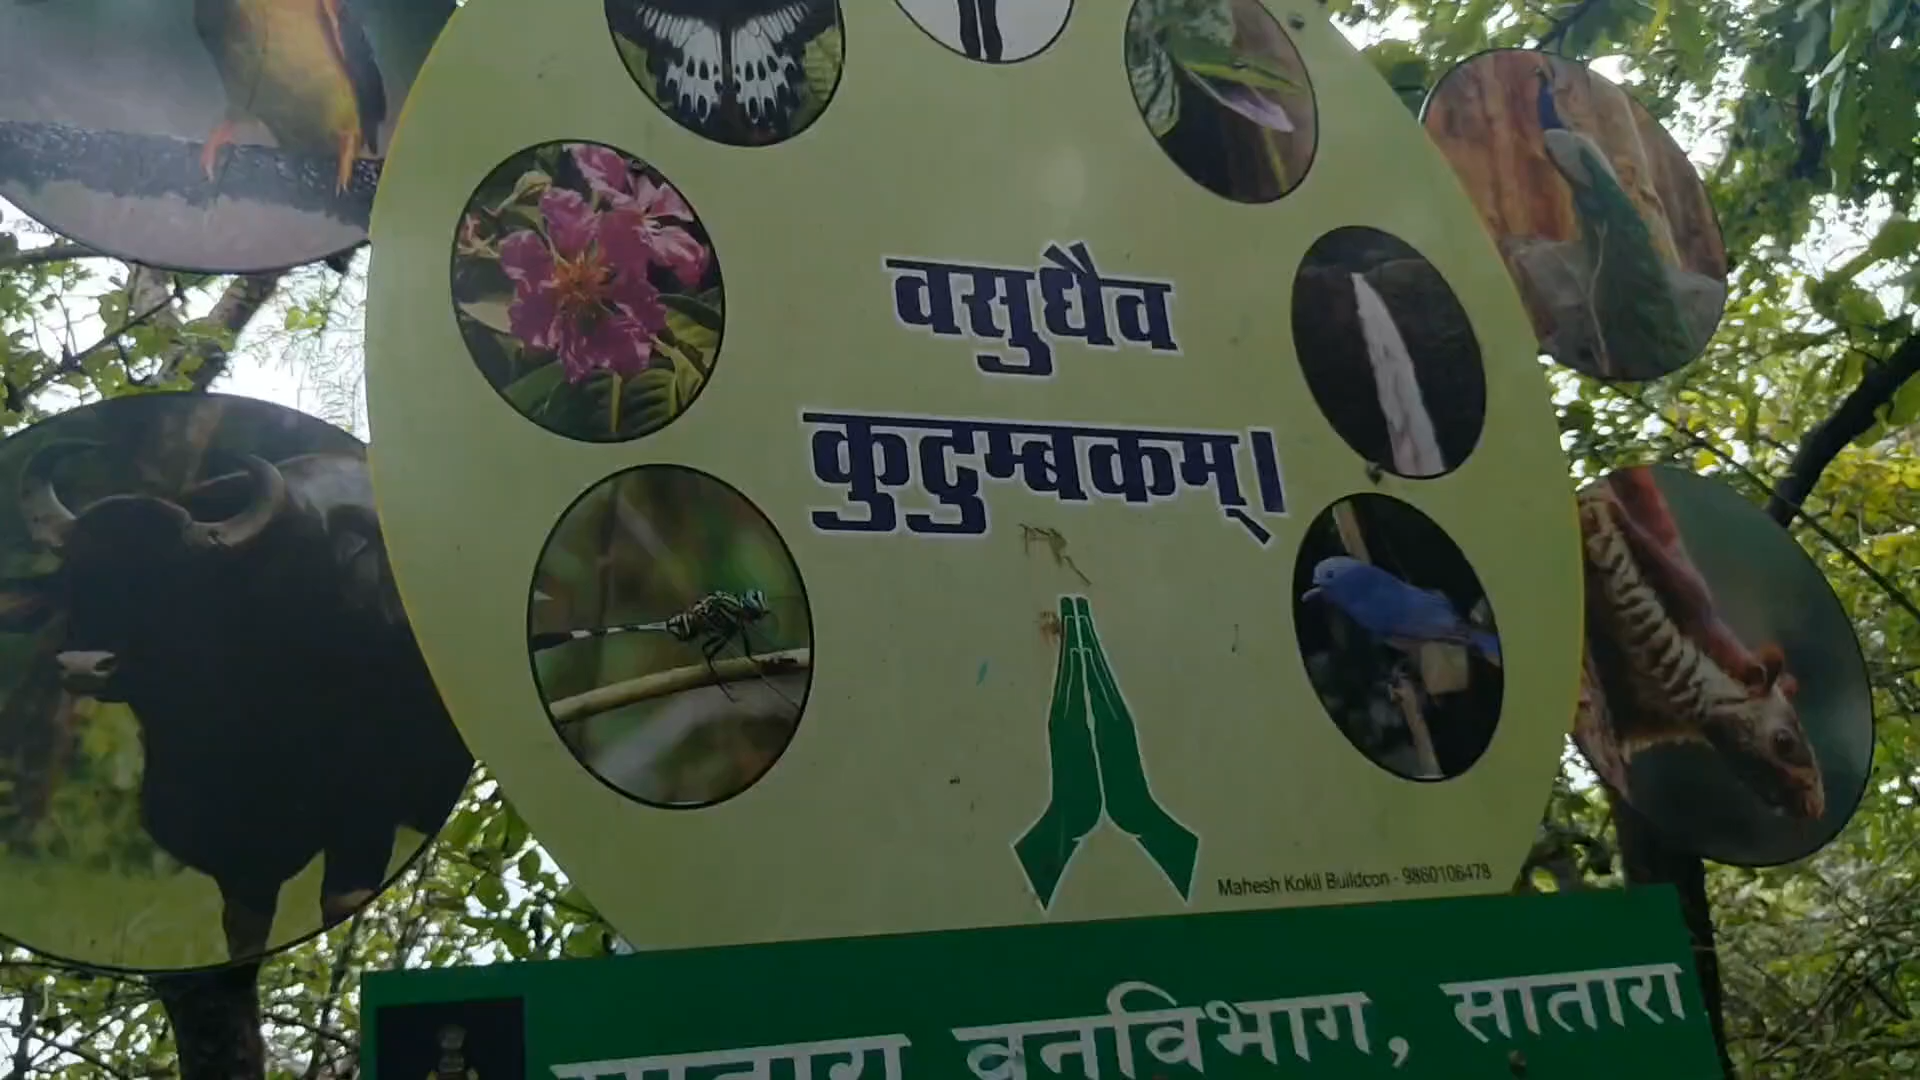 वसुधैव
कुटुम्बकम्।
Mahesh Kokil Buildcon - 9860106478
सातारा वनविभाग, सातारा